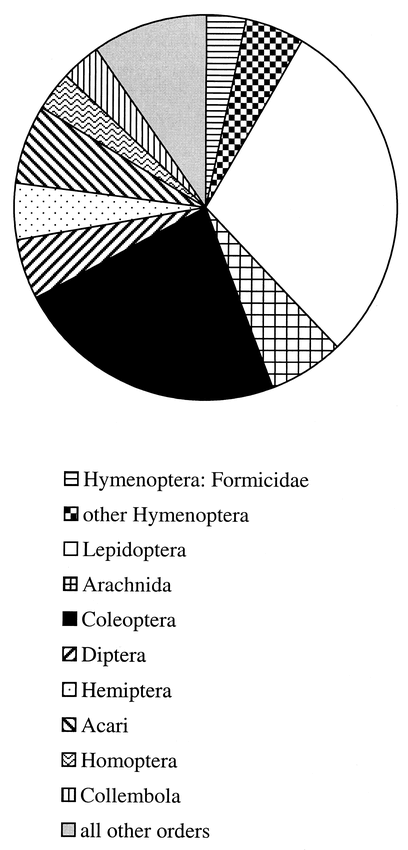 Hymenoptera: Formicidae
other Hymenoptera
Lepidoptera
Arachnida
Coleoptera
Diptera
Hemiptera
Acari
Homoptera
Collembola
all other orders